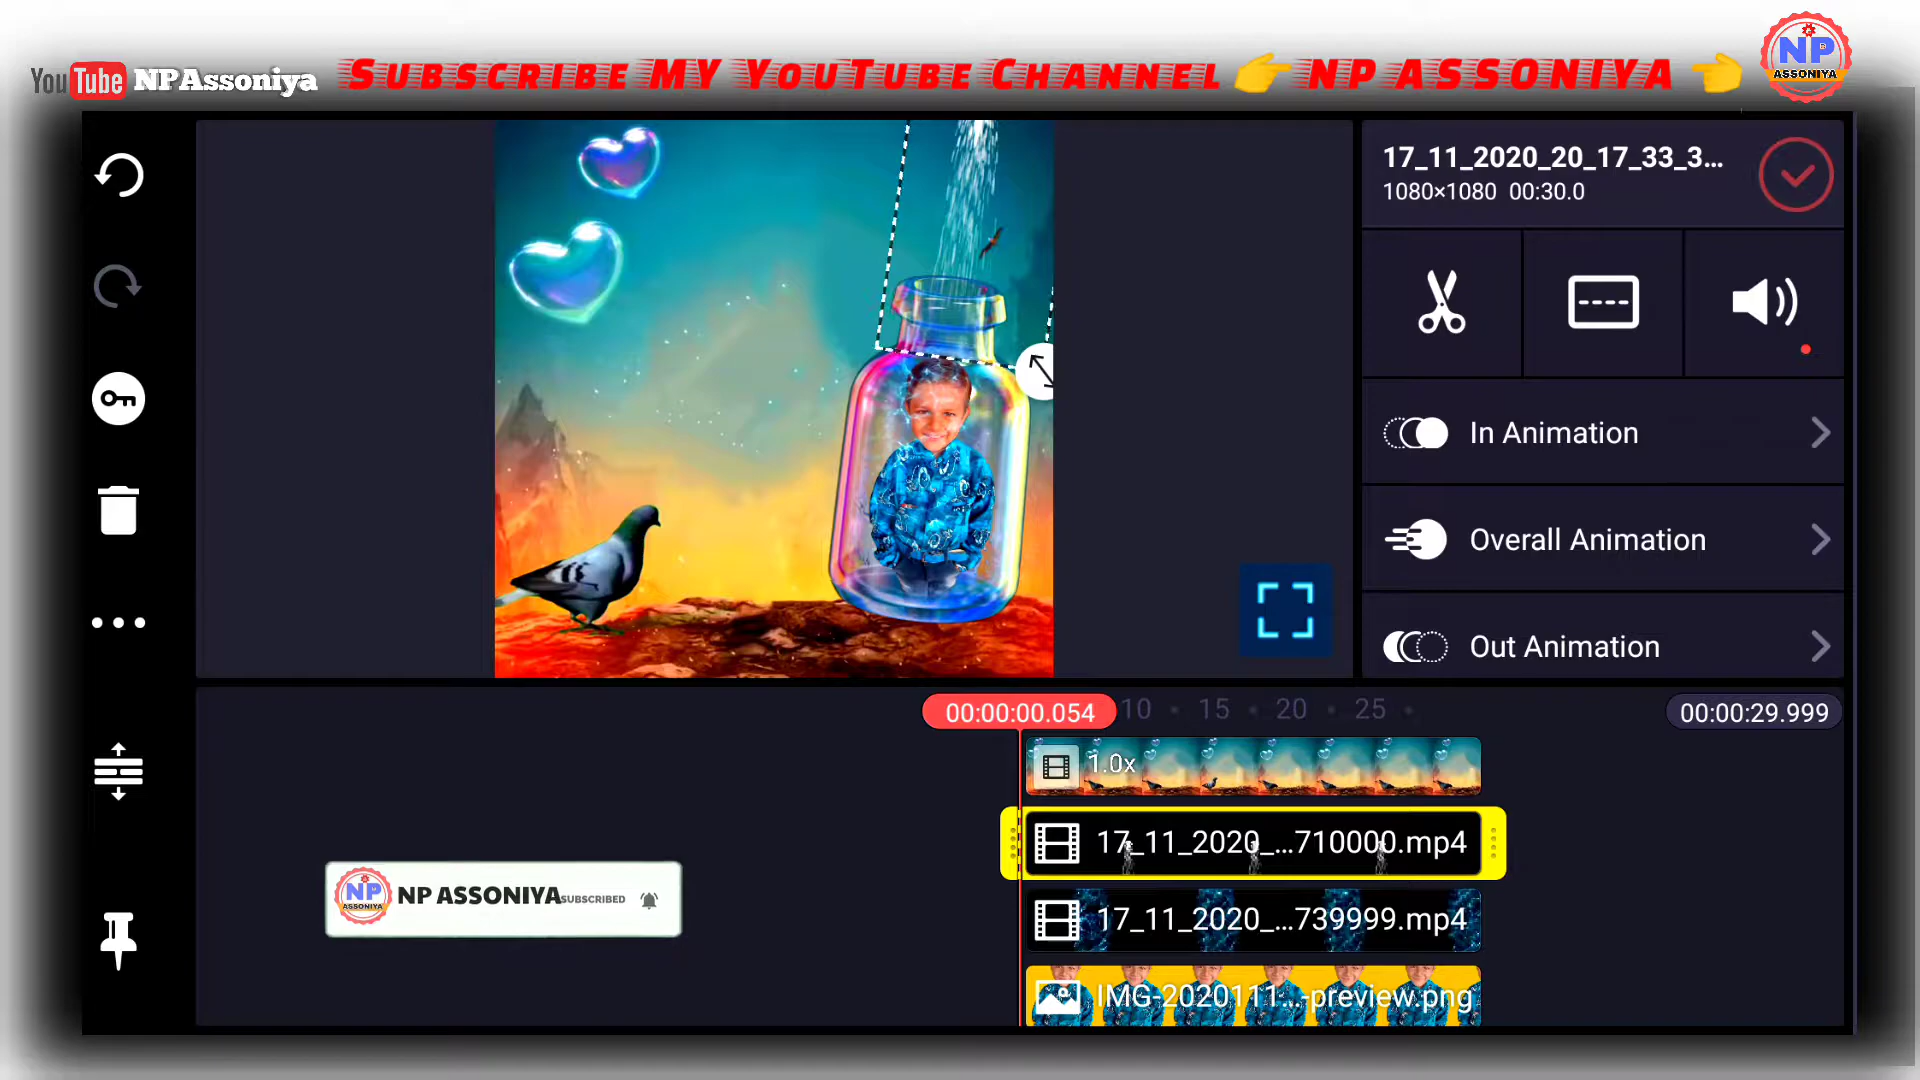 YouTube NPAssoniya SUBSCRIBE MY YOUTUBE CHANNEL 👉 NP ASSONIYA 👈 NP ASSONIYA
17_11_2020_20_17_33_3...
1080×1080 00:30.0
In Animation
Overall Animation
Out Animation
00:00:00.054 10 15 20 25 00:00:29.999
1.0x
17_11_2020_...710000.mp4
NP ASSONIYA NP ASSONIYA SUBSCRIBED
17_11_2020_...739999.mp4
IMG-2020111...-preview.png